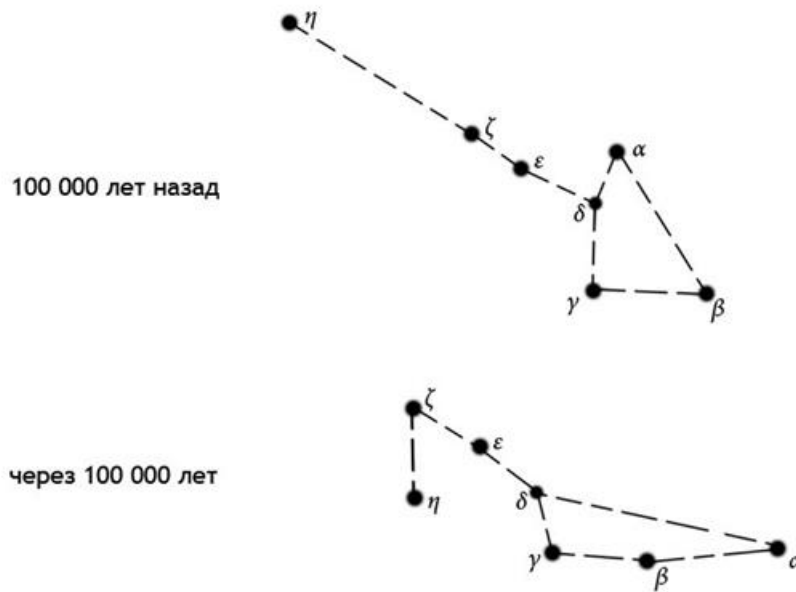 η
ζ
α
ε
100 000 лет назад
δ
γ
β
ζ
ε
через 100 000 лет
η
δ
γ
β
α